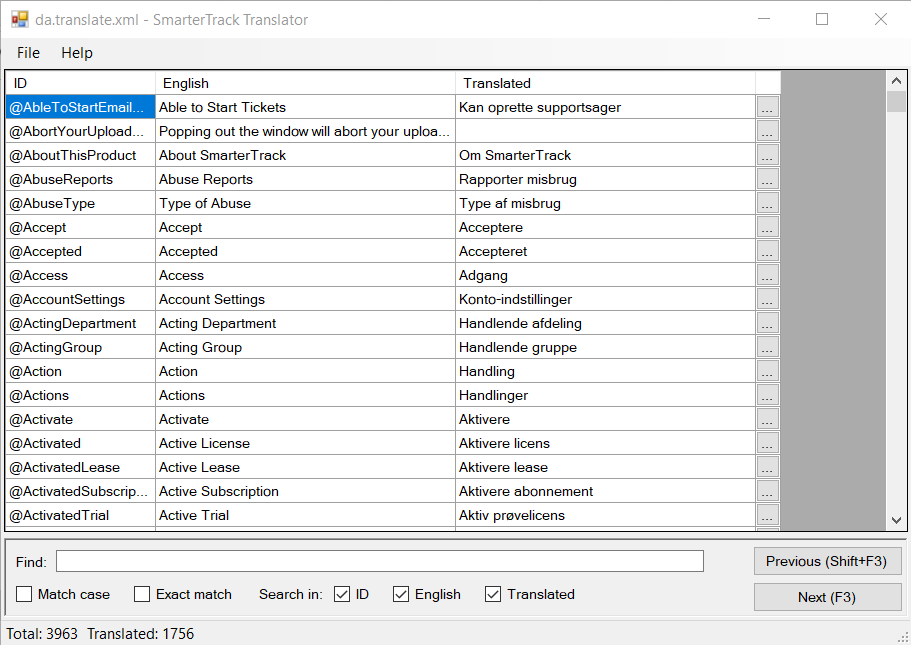 da.translate.xml - SmarterTrack Translator
File Help
ID English Translated
@AbleToStartEmail... Able to Start Tickets Kan oprette supportsager ...
@AbortYourUpload... Popping out the window will abort your uploa... ...
@AboutThisProduct About SmarterTrack Om SmarterTrack ...
@AbuseReports Abuse Reports Rapporter misbrug ...
@AbuseType Type of Abuse Type af misbrug ...
@Accept Accept Acceptere ...
@Accepted Accepted Accepteret ...
@Access Access Adgang ...
@AccountSettings Account Settings Konto-indstillinger ...
@ActingDepartment Acting Department Handlende afdeling ...
@ActingGroup Acting Group Handlende gruppe ...
@Action Action Handling ...
@Actions Actions Handlinger ...
@Activate Activate Aktivere ...
@Activated Active License Aktivere licens ...
@ActivatedLease Active Lease Aktivere lease ...
@ActivatedSubscrip... Active Subscription Aktivere abonnement ...
@ActivatedTrial Active Trial Aktiv prøvelicens ...
Find: Previous (Shift+F3)
Match case Exact match Search in: ID English Translated Next (F3)
Total: 3963 Translated: 1756